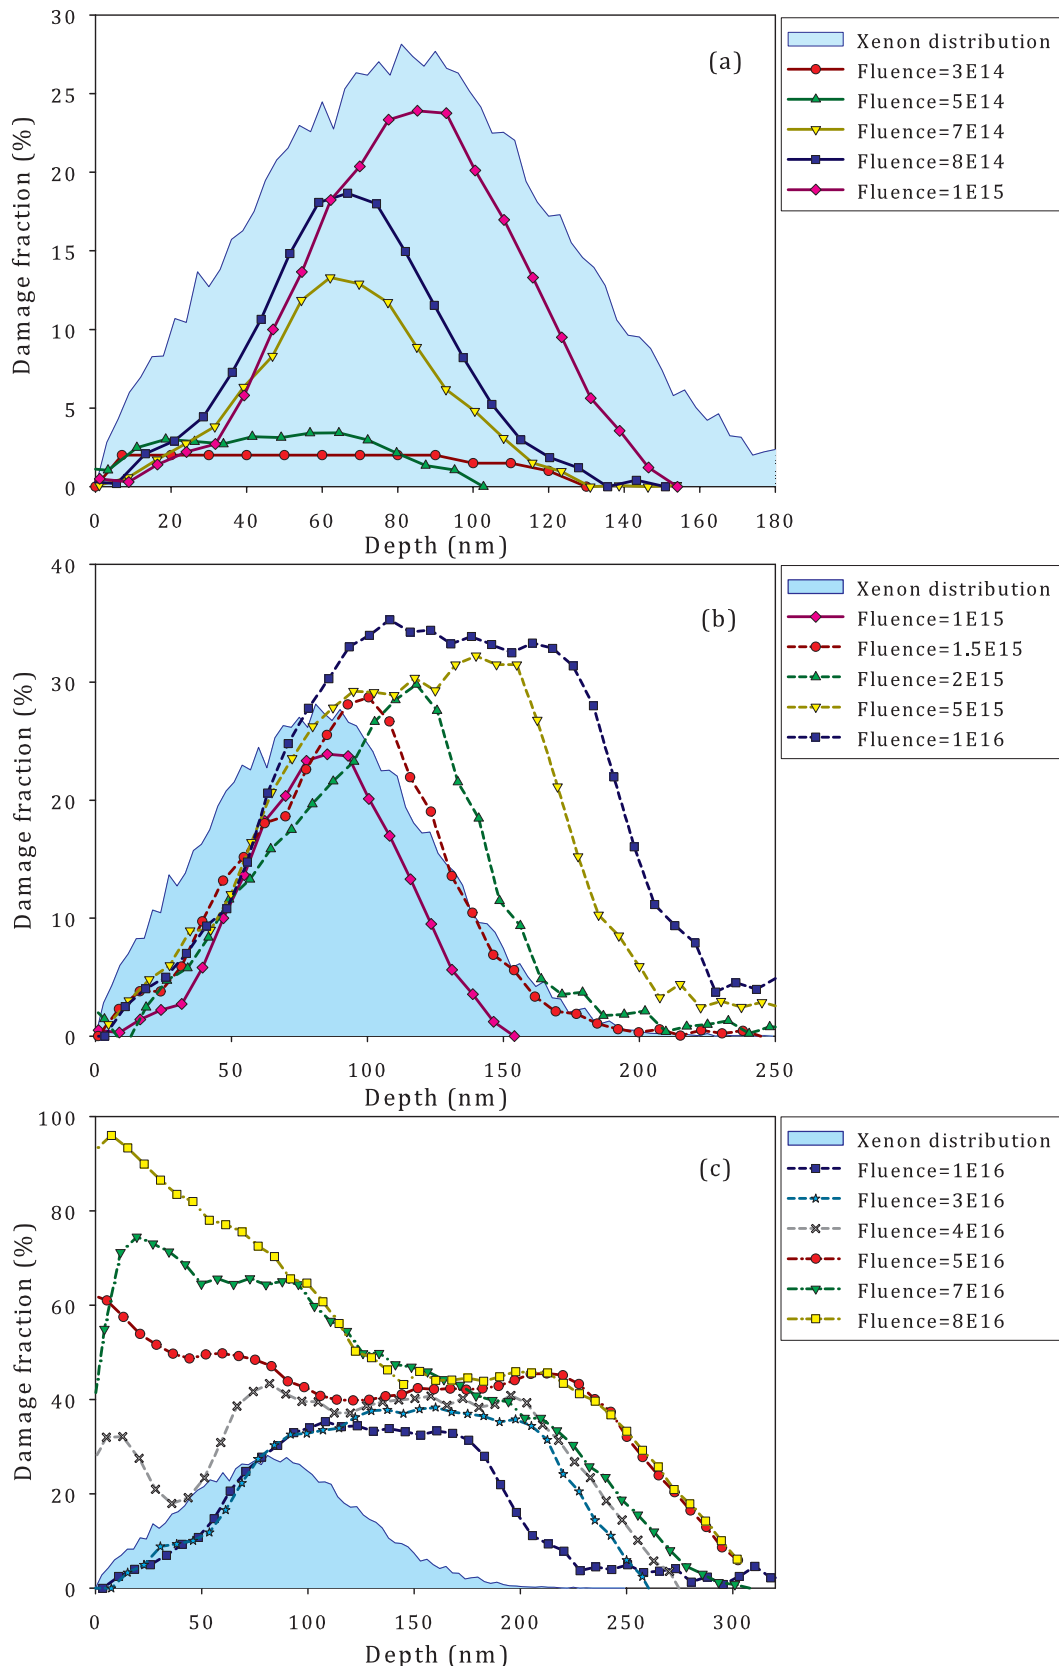 30
25
20
15
10
5
0
Damage fraction (%)
(a)
0 20 40 60 80 100 120 140 160 180
Depth (nm)
Xenon distribution
Fluence=3E14
Fluence=5E14
Fluence=7E14
Fluence=8E14
Fluence=1E15
40
30
20
10
0
Damage fraction (%)
(b)
0 50 100 150 200 250
Depth (nm)
Xenon distribution
Fluence=1E15
Fluence=1.5E15
Fluence=2E15
Fluence=5E15
Fluence=1E16
100
80
60
40
20
0
Damage fraction (%)
(c)
0 50 100 150 200 250 300
Depth (nm)
Xenon distribution
Fluence=1E16
Fluence=3E16
Fluence=4E16
Fluence=5E16
Fluence=7E16
Fluence=8E16